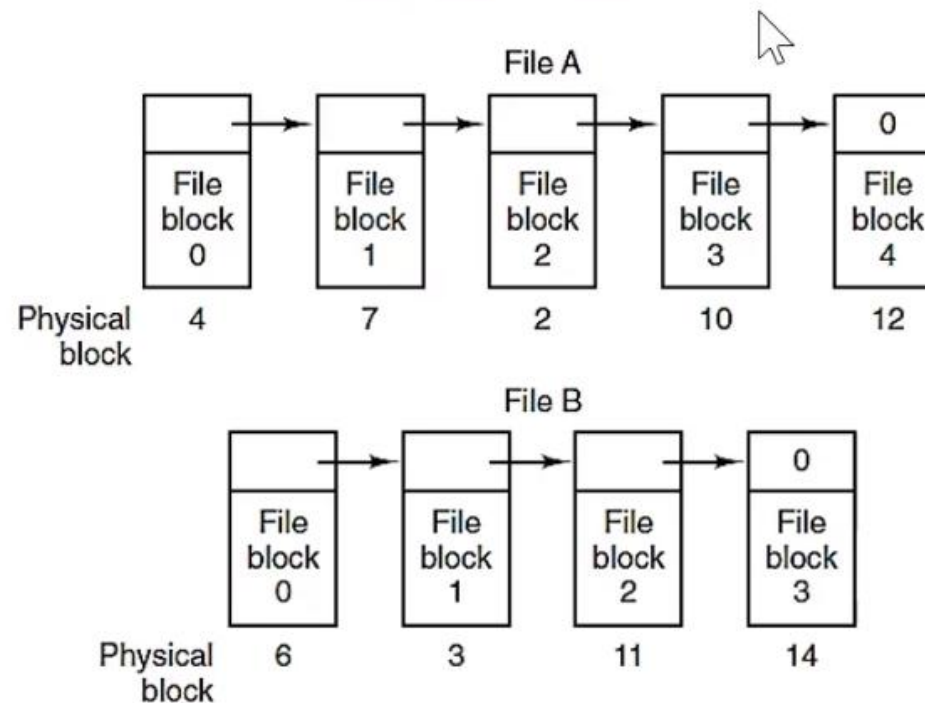 File A
0
File block 0
File block 1
File block 2
File block 3
File block 4
Physical block
4 7 2 10 12
File B
0
File block 0
File block 1
File block 2
File block 3
Physical block
6 3 11 14